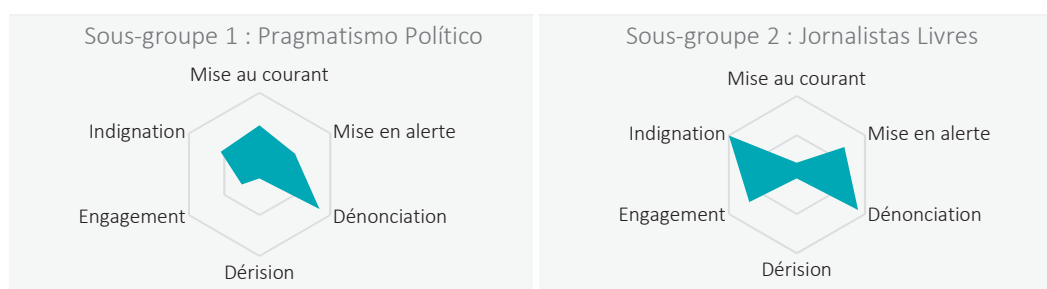 Sous-groupe 1 : Pragmatismo Político
Mise au courant
Indignation
Mise en alerte
Engagement
Dénonciation
Dérision
Sous-groupe 2 : Jornalistas Livres
Mise au courant
Indignation
Mise en alerte
Engagement
Dénonciation
Dérision